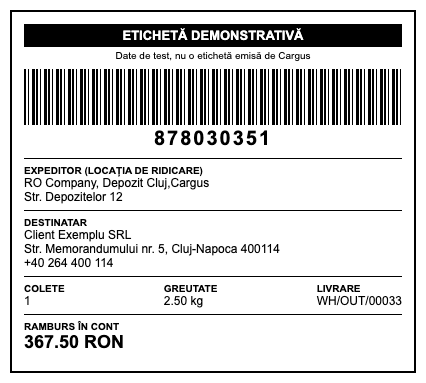 ETICHETĂ DEMONSTRATIVĂ
Date de test, nu o etichetă emisă de Cargus
878030351
EXPEDITOR (LOCAȚIA DE RIDICARE)
RO Company, Depozit Cluj,Cargus
Str. Depozitelor 12
DESTINATAR
Client Exemplu SRL
Str. Memorandumului nr. 5, Cluj-Napoca 400114
+40 264 400 114
COLETE GREUTATE LIVRARE
1 2.50 kg WH/OUT/00033
RAMBURS ÎN CONT
367.50 RON